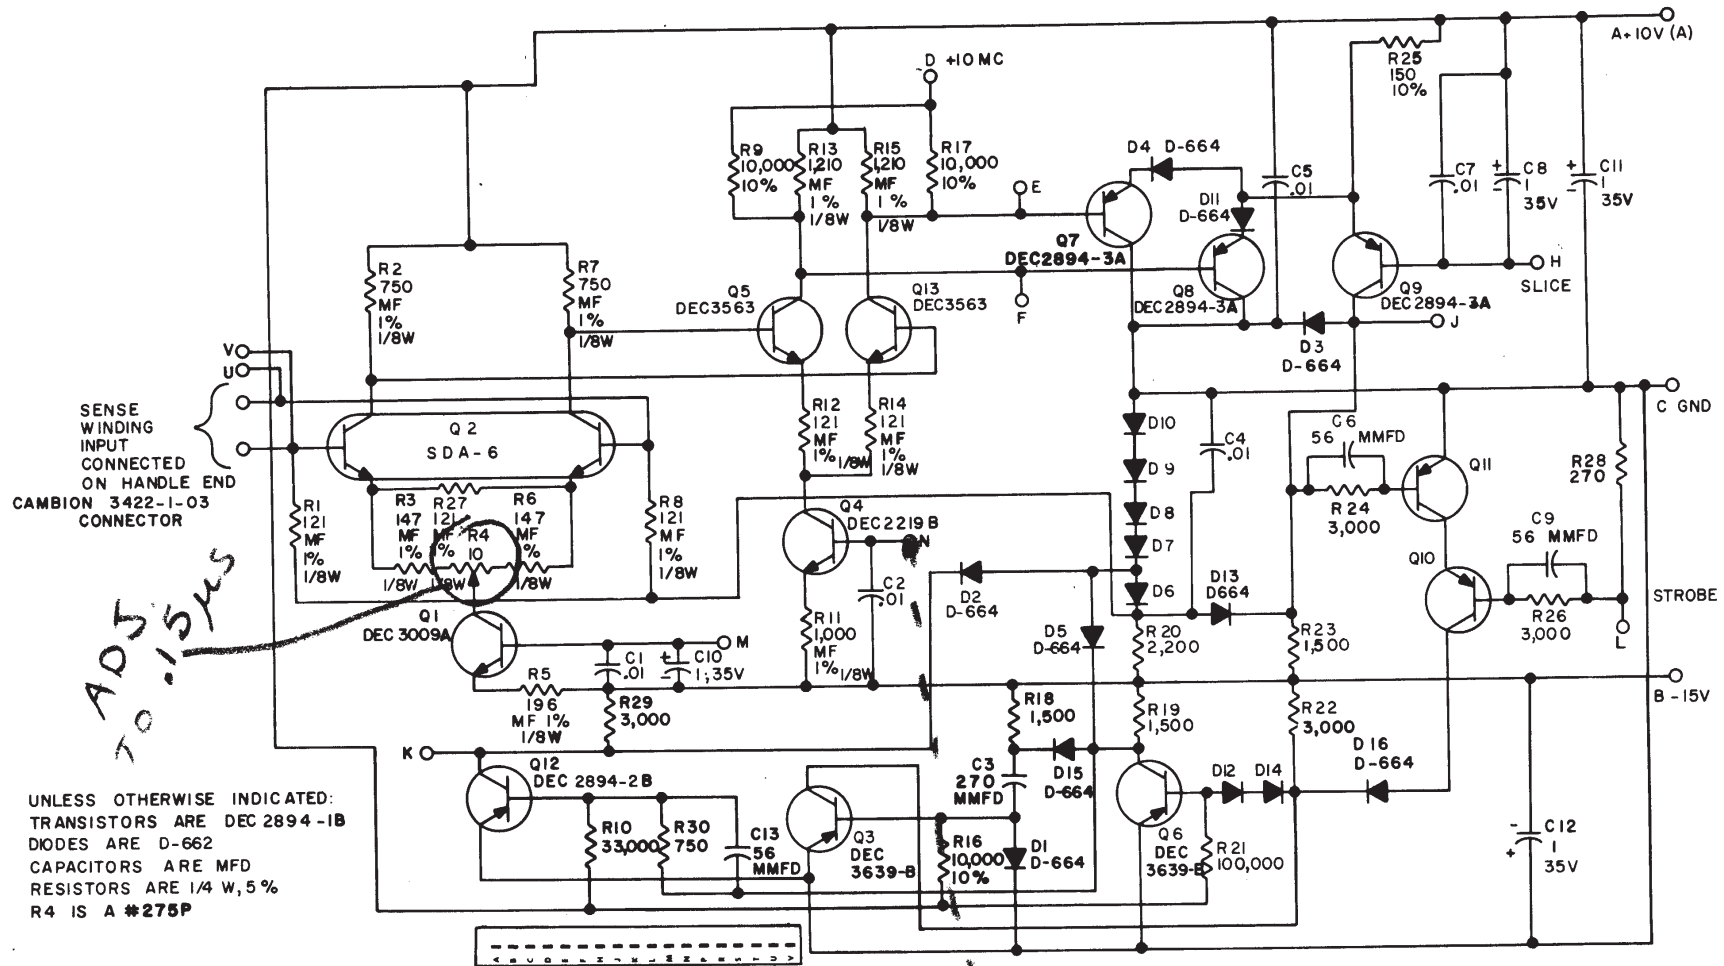 A+10V (A)
D +10 MC
R25
150
10%
R9
10,000
10%
R13
1,210
MF
1%
1/8W
R15
1,210
MF
1%
1/8W
R17
10,000
10%
E
D4 D-664
D11
D-664
C5
.01
C7
.01
+ C8
1
- 35V
+ C11
1
- 35V
Q7
DEC2894-3A
H
SLICE
R2
750
MF
1%
1/8W
R7
750
MF
1%
1/8W
Q5
DEC3563
Q13
DEC3563
F
Q8
DEC2894-3A
Q9
DEC2894-3A
J
D3
D-664
V
U
SENSE
WINDING
INPUT
CONNECTED
ON HANDLE END
CAMBION 3422-1-03
CONNECTOR
Q2
SDA-6
R12
121
MF
1%
1/8W
R14
121
MF
1%
1/8W
D10
D9
D8
D7
D6
C4
.01
C6
56 MMFD
R24
3,000
Q11
C GND
R28
270
C9
56 MMFD
Q10
R1
121
MF
1%
1/8W
R3
147
MF
1%
1/8W
R27
121
MF
1%
1/8W
R4
10
R6
147
MF
%
1/8W
R8
121
MF
1%
1/8W
Q4
DEC2219B
N
C2
.01
D2
D-664
D13
D664
R26
3,000
STROBE
L
ADJ
TO .15 µS
Q1
DEC 3009A
M
C1
.01
+ C10
- 1,35V
R11
1,000
MF
1%
1/8W
D5
D-664
R20
2,200
R23
1,500
R5
196
MF 1%
1/8W
R29
3,000
R18
1,500
R19
1,500
R22
3,000
B -15V
K
Q12
DEC 2894-2B
C3
270
MMFD
D15
D-664
D12
D14
D16
D-664
UNLESS OTHERWISE INDICATED:
TRANSISTORS ARE DEC 2894-1B
DIODES ARE D-662
CAPACITORS ARE MFD
RESISTORS ARE 1/4 W, 5%
R4 IS A #275P
R10
33,000
R30
750
C13
56
MMFD
Q3
DEC
3639-B
R16
10,000
10%
D1
D-664
Q6
DEC
3639-B
R21
100,000
- C12
1
+ 35V
A B C D E F H J K L M N P R S T U V